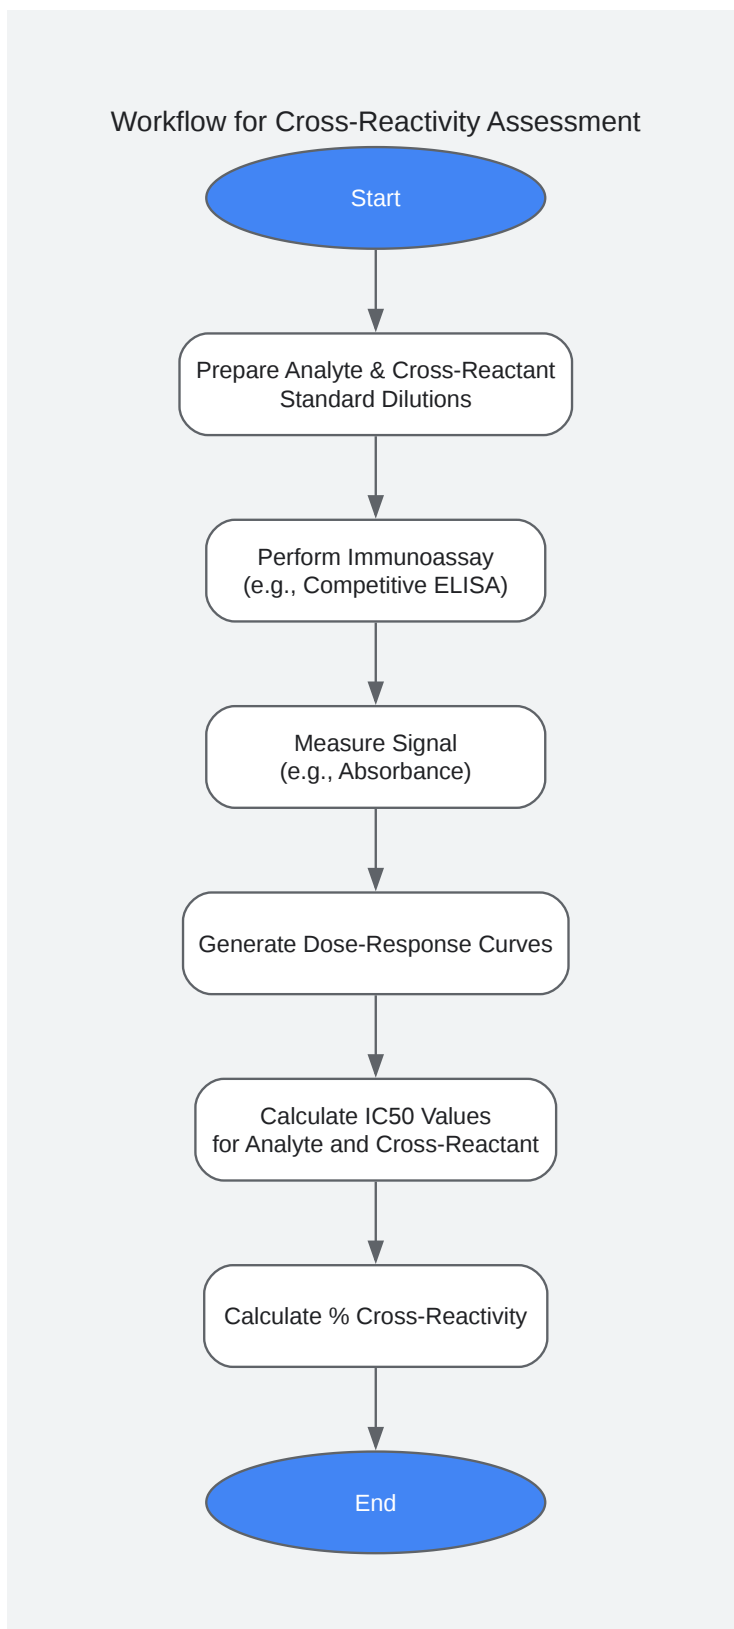 Workflow for Cross-Reactivity Assessment
Start
Prepare Analyte & Cross-Reactant
Standard Dilutions
Perform Immunoassay
(e.g., Competitive ELISA)
Measure Signal
(e.g., Absorbance)
Generate Dose-Response Curves
Calculate IC50 Values
for Analyte and Cross-Reactant
Calculate % Cross-Reactivity
End